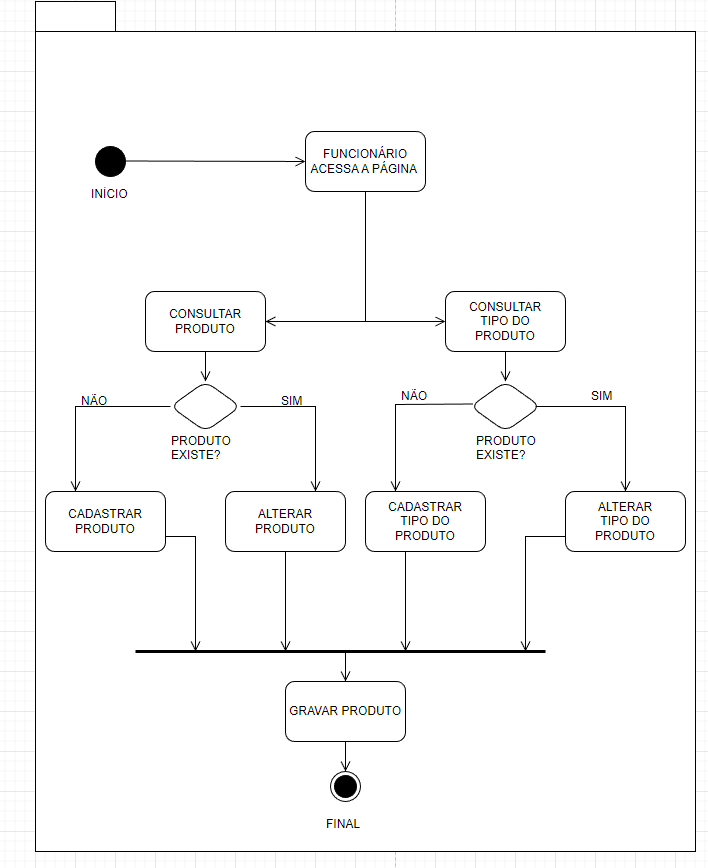 FUNCIONÁRIO
ACESSA A PÁGINA
INÍCIO
CONSULTAR
PRODUTO
CONSULTAR
TIPO DO
PRODUTO
NÃO
SIM
PRODUTO
EXISTE?
NÃO
SIM
PRODUTO
EXISTE?
CADASTRAR
PRODUTO
ALTERAR
PRODUTO
CADASTRAR
TIPO DO
PRODUTO
ALTERAR
TIPO DO
PRODUTO
GRAVAR PRODUTO
FINAL